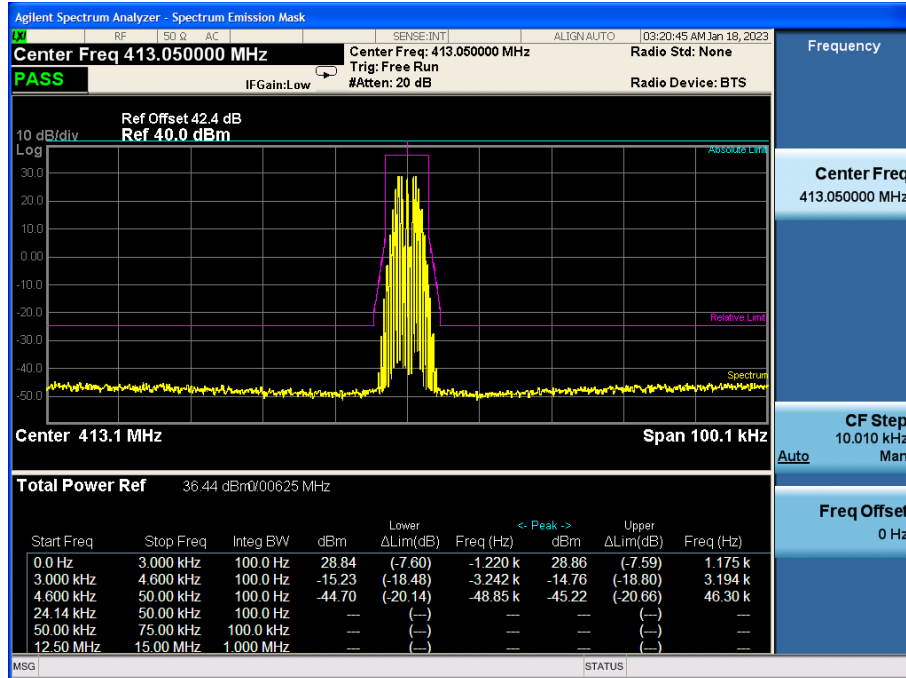 Agilent Spectrum Analyzer - Spectrum Emission Mask
LXI RF 50 Ω AC SENSE:INT ALIGN AUTO 03:20:45 AM Jan 18, 2023
Center Freq 413.050000 MHz
Center Freq: 413.050000 MHz
Radio Std: None
Trig: Free Run
PASS
IFGain:Low
#Atten: 20 dB
Radio Device: BTS
Ref Offset 42.4 dB
10 dB/div Ref 40.0 dBm
Log
Absolute Limit
30.0
20.0
10.0
0.00
-10.0
-20.0
Relative Limit
-30.0
-40.0
Spectrum
-50.0
Center 413.1 MHz Span 100.1 kHz
Total Power Ref 36.44 dBm/0.00625 MHz
Lower <- Peak -> Upper
Start Freq Stop Freq Integ BW dBm ΔLim(dB) Freq (Hz) dBm ΔLim(dB) Freq (Hz)
0.0 Hz 3.000 kHz 100.0 Hz 28.84 (-7.60) -1.220 k 28.86 (-7.59) 1.175 k
3.000 kHz 4.600 kHz 100.0 Hz -15.23 (-18.48) -3.242 k -14.76 (-18.80) 3.194 k
4.600 kHz 50.00 kHz 100.0 Hz -44.70 (-20.14) -48.85 k -45.22 (-20.66) 46.30 k
24.14 kHz 50.00 kHz 100.0 Hz --- (---) --- --- (---) ---
50.00 kHz 75.00 kHz 100.0 kHz --- (---) --- --- (---) ---
12.50 MHz 15.00 MHz 1.000 MHz --- (---) --- --- (---) ---
MSG STATUS
Frequency
Center Freq
413.050000 MHz
CF Step
10.010 kHz
Auto Man
Freq Offset
0 Hz